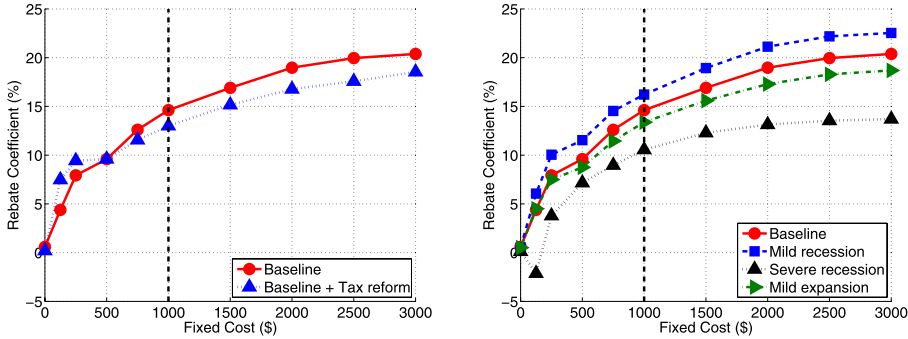 25
20
15
10
5
0
−5
Rebate Coefficient (%)
0 500 1000 1500 2000 2500 3000
Fixed Cost ($)
Baseline
Baseline + Tax reform
25
20
15
10
5
0
−5
Rebate Coefficient (%)
0 500 1000 1500 2000 2500 3000
Fixed Cost ($)
Baseline
Mild recession
Severe recession
Mild expansion